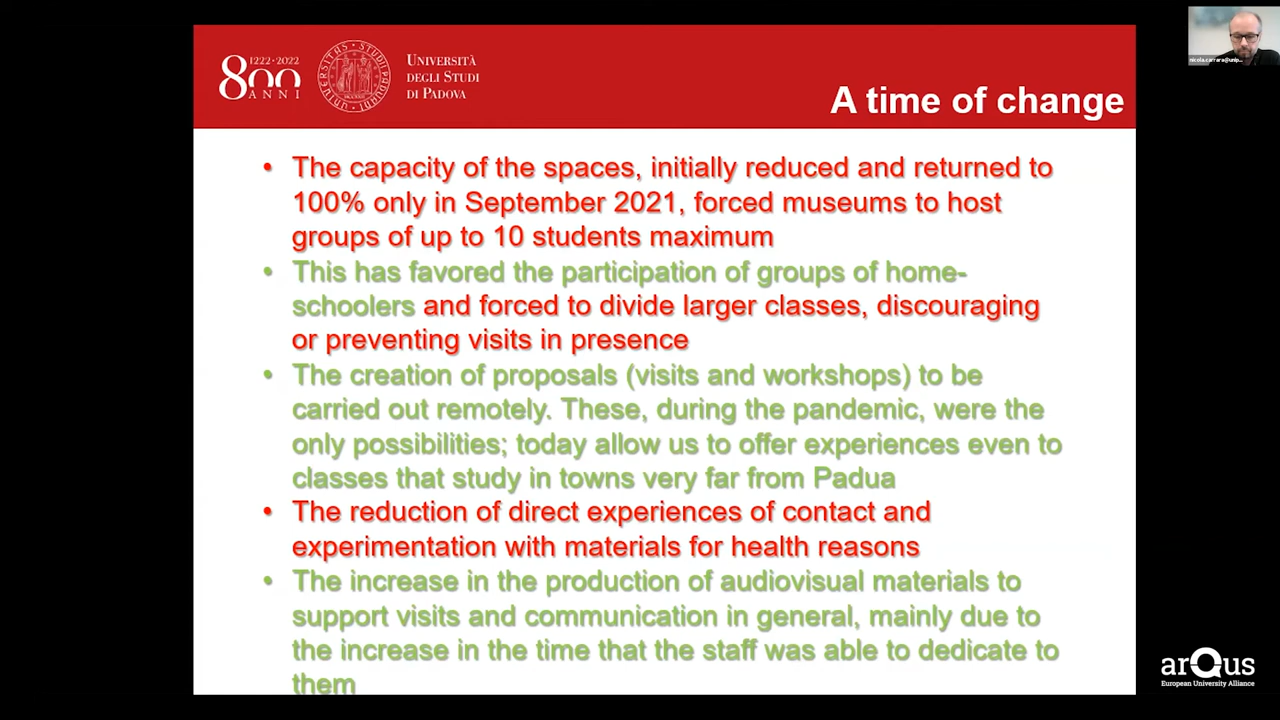 1222·2022
800
ANNI
UNIVERSITÀ
DEGLI STUDI
DI PADOVA
A time of change
• The capacity of the spaces, initially reduced and returned to
100% only in September 2021, forced museums to host
groups of up to 10 students maximum
• This has favored the participation of groups of home-
schoolers and forced to divide larger classes, discouraging
or preventing visits in presence
• The creation of proposals (visits and workshops) to be
carried out remotely. These, during the pandemic, were the
only possibilities; today allow us to offer experiences even to
classes that study in towns very far from Padua
• The reduction of direct experiences of contact and
experimentation with materials for health reasons
• The increase in the production of audiovisual materials to
support visits and communication in general, mainly due to
the increase in the time that the staff was able to dedicate to
them
nicola.carrara@unip...
arQus
European University Alliance